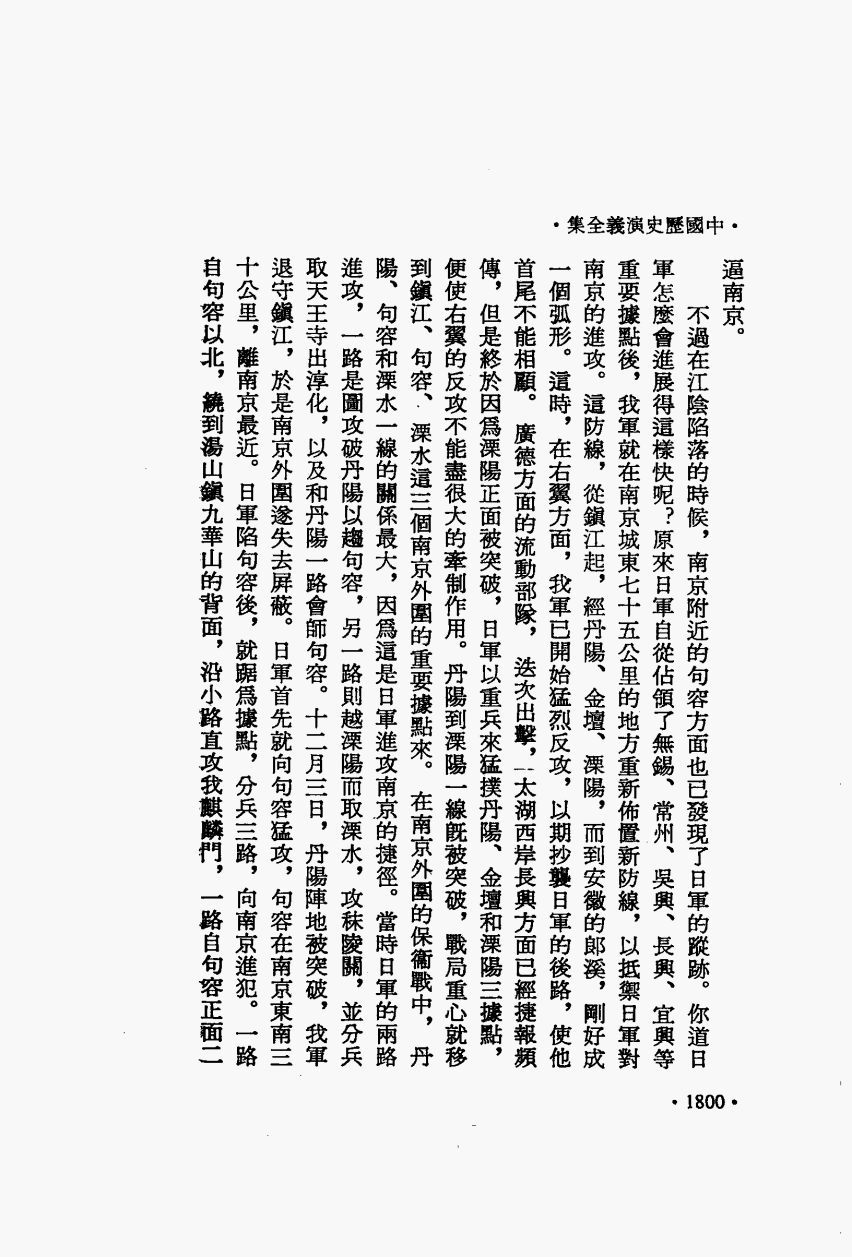 •中國歷史演義全集•
逼南京。
不過在江陰陷落的時候，南京附近的句容方面也已發現了日軍的蹤跡。你道日
軍怎麼會進展得這樣快呢？原來日軍自從佔領了無錫、常州、吳興、長興、宜興等
重要據點後，我軍就在南京城東七十五公里的地方重新佈置新防線，以抵禦日軍對
南京的進攻。這防線，從鎭江起，經丹陽、金壇、溧陽，而到安徽的郎溪，剛好成
一個弧形。這時，在右翼方面，我軍已開始猛烈反攻，以期抄襲日軍的後路，使他
首尾不能相顧。廣德方面的流動部隊，迭次出擊，太湖西岸長興方面已經捷報頻
傳，但是終於因爲溧陽正面被突破，日軍以重兵來猛撲丹陽、金壇和溧陽三據點，
便使右翼的反攻不能盡很大的牽制作用。丹陽到溧陽一線旣被突破，戰局重心就移
到鎭江、句容、溧水這三個南京外圍的重要據點來。在南京外圍的保衞戰中，丹
陽、句容和溧水一線的關係最大，因爲這是日軍進攻南京的捷徑。當時日軍的兩路
進攻，一路是圖攻破丹陽以趨句容，另一路則越溧陽而取溧水，攻秣陵關，並分兵
取天王寺出淳化，以及和丹陽一路會師句容。十二月三日，丹陽陣地被突破，我軍
退守鎭江，於是南京外圍遂失去屏蔽。日軍首先就向句容猛攻，句容在南京東南三
十公里，離南京最近。日軍陷句容後，就踞爲據點，分兵三路，向南京進犯。一路
自句容以北，繞到湯山鎭九華山的背面，沿小路直攻我麒麟門，一路自句容正面二
•1800•